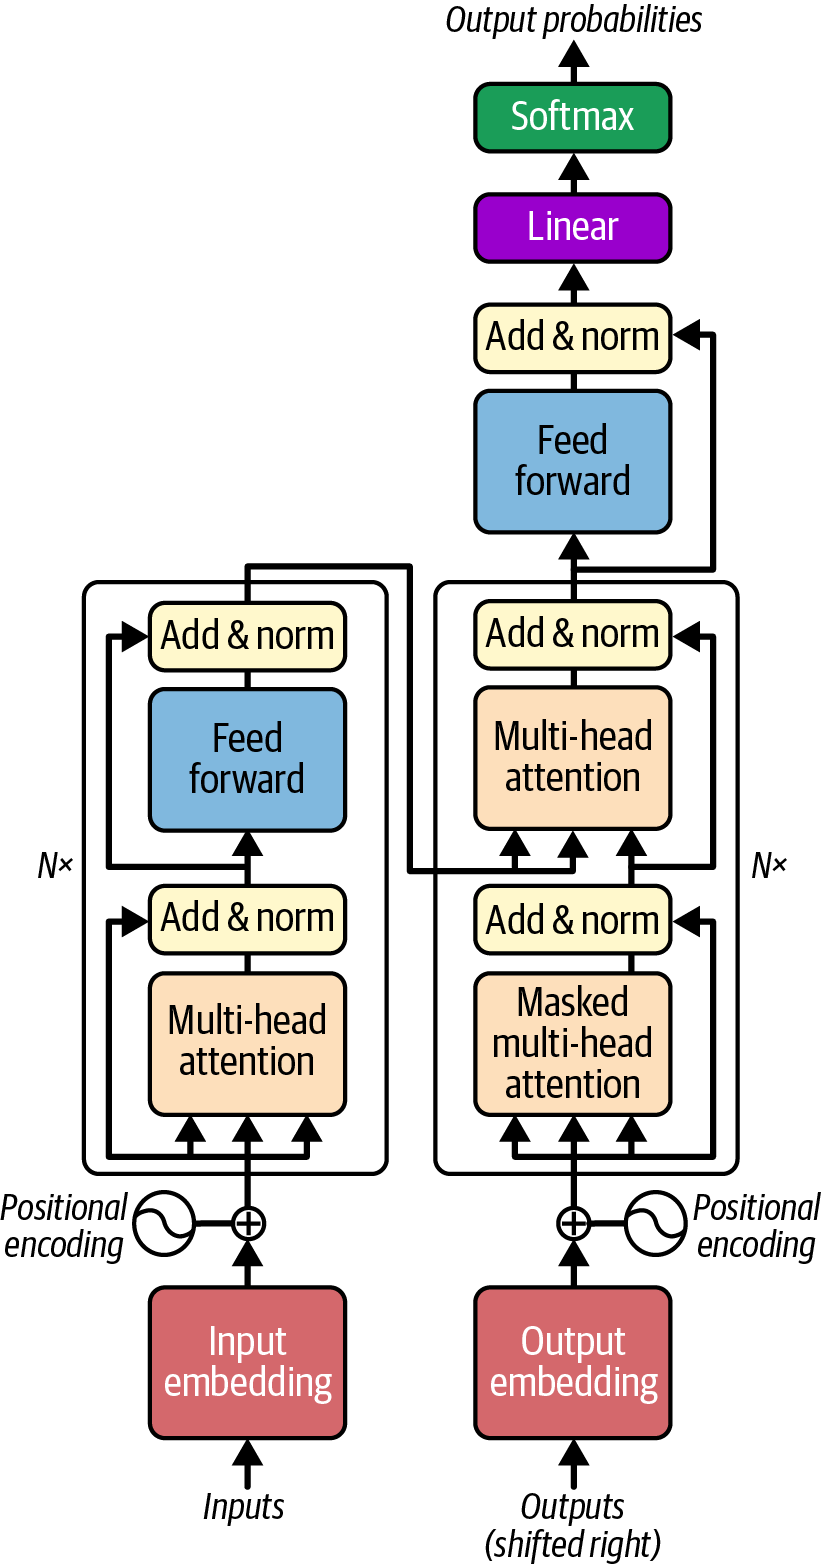 Output probabilities
Softmax
Linear
Add & norm
Feed
forward
Add & norm
Multi-head
attention
Add & norm
Masked
multi-head
attention
N×
Positional
encoding
Output
embedding
Outputs
(shifted right)
Add & norm
Feed
forward
N×
Add & norm
Multi-head
attention
Positional
encoding
Input
embedding
Inputs